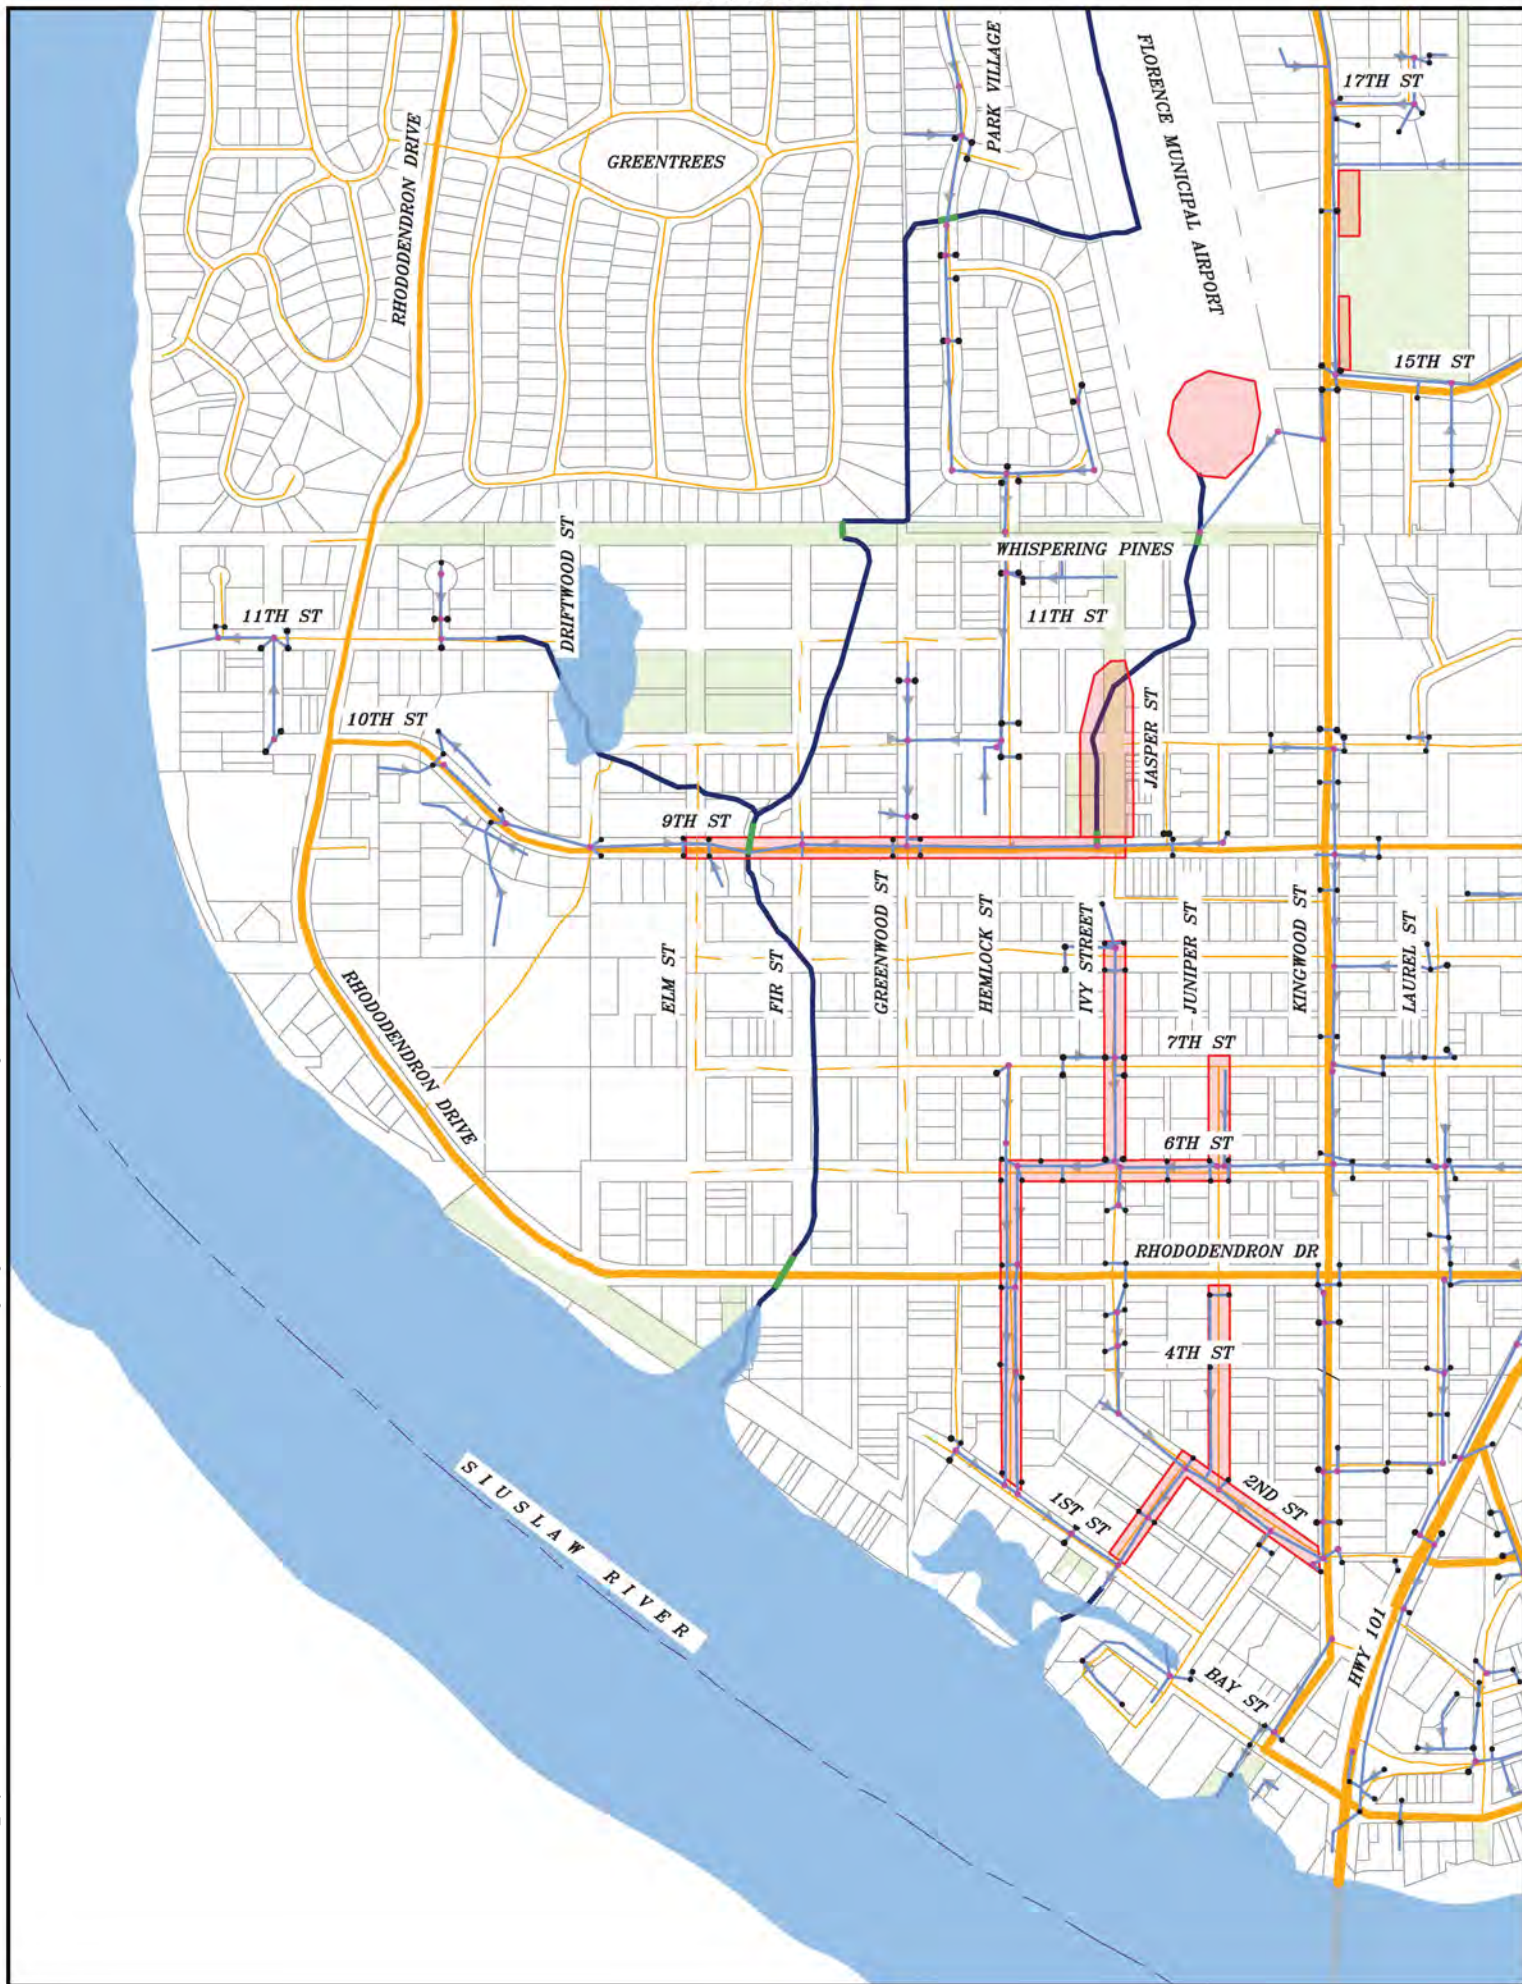 PARK VILLAGE
FLORENCE MUNICIPAL AIRPORT
17TH ST
GREENTREES
RHODODENDRON DRIVE
15TH ST
DRIFTWOOD ST
WHISPERING PINES
11TH ST
11TH ST
10TH ST
JASPER ST
9TH ST
ELM ST
FIR ST
GREENWOOD ST
HEMLOCK ST
IVY STREET
JUNIPER ST
KINGWOOD ST
LAUREL ST
RHODODENDRON DRIVE
7TH ST
6TH ST
RHODODENDRON DR
4TH ST
2ND ST
1ST ST
SIUSLAW RIVER
HWY 101
BAY ST